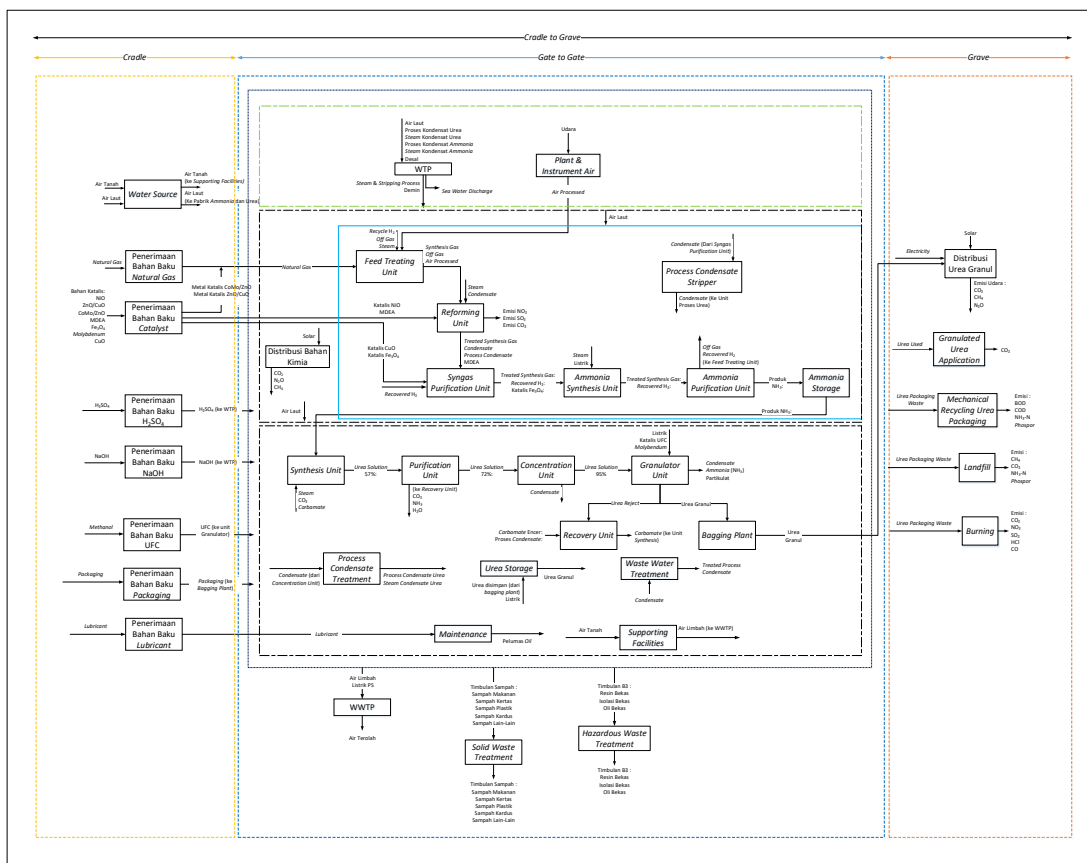 Cradle to Grave
Cradle
Gate to Gate
Grave
Air Laut
Proses Kondensat Urea
Steam Kondensat Urea
Proses Kondensat Ammonia
Steam Kondensat Ammonia
Desal
WTP
Steam & Stripping Process
Demin
Sea Water Discharge
Udara
Plant &
Instrument Air
Air Processed
Air Tanah
Air Laut
Water Source
Air Tanah
(ke Supporting Facilities)
Air Laut
(Ke Pabrik Ammonia dan Urea)
Natural Gas
Penerimaan
Bahan Baku
Natural Gas
Natural Gas
Metal Katalis CoMo/ZnO
Metal Katalis ZnO/CuO
Bahan Katalis:
NiO
ZnO/CuO
CoMo/ZnO
MDEA
Fe₃O₄
Molybdenum
CuO
Penerimaan
Bahan Baku
Catalyst
Solar
Distribusi Bahan
Kimia
CO₂
N₂O
CH₄
Recycle H₂
Off Gas
Steam
Feed Treating
Unit
Synthesis Gas
Off Gas
Air Processed
Air Laut
Katalis NiO
MDEA
Steam
Condensate
Reforming
Unit
Emisi NO₂
Emisi SO₂
Emisi CO₂
Condensate (Dari Syngas
Purification Unit)
Process Condensate
Stripper
Condensate (Ke Unit
Proses Urea)
Katalis CuO
Katalis Fe₃O₄
Treated Synthesis Gas
Condensate
Process Condensate
MDEA
Recovered H₂
Syngas
Purification Unit
Treated Synthesis Gas:
Recovered H₂:
Katalis Fe₃O₄:
Steam
Listrik
Ammonia
Synthesis Unit
Treated Synthesis Gas:
Recovered H₂:
Off Gas
Recovered H₂
(Ke Feed Treating Unit)
Ammonia
Purification Unit
Produk
NH₃:
Ammonia
Storage
Produk NH₃:
H₂SO₄
Penerimaan
Bahan Baku
H₂SO₄
H₂SO₄ (ke WTP)
NaOH
Penerimaan
Bahan Baku
NaOH
NaOH (ke WTP)
Methanol
Penerimaan
Bahan Baku
UFC
UFC (ke unit
Granulator)
Packaging
Penerimaan
Bahan Baku
Packaging
Packaging (ke
Bagging Plant)
Lubricant
Penerimaan
Bahan Baku
Lubricant
Lubricant
Air Laut
Synthesis Unit
Steam
CO₂
Carbamate
Urea Solution
57%
Purification
Unit
(ke Recovery Unit)
CO₂
NH₃
H₂O
Urea Solution
72%
Concentration
Unit
Condensate
Urea Solution
95%
Listrik
Katalis UFC
Molybendum
Granulator
Unit
Condensate
Ammonia (NH₃)
Partikulat
Urea Reject
Urea Granul
Carbamate Encer:
Proses Condensate:
Recovery Unit
Carbamate (ke Unit
Synthesis)
Bagging Plant
Urea
Granul
Condensate (dari
Concentration Unit)
Process
Condensate
Treatment
Process Condensate Urea
Steam Condensate Urea
Urea Storage
Urea Granul
Urea disimpan (dari
bagging plant)
Listrik
Waste Water
Treatment
Treated Process
Condensate
Condensate
Maintenance
Pelumas Oil
Air Tanah
Supporting
Facilities
Air Limbah (ke WWTP)
Air Limbah
Listrik PS
WWTP
Air Terolah
Timbulan Sampah :
Sampah Makanan
Sampah Kertas
Sampah Plastik
Sampah Kardus
Sampah Lain-Lain
Solid Waste
Treatment
Timbulan Sampah :
Sampah Makanan
Sampah Kertas
Sampah Plastik
Sampah Kardus
Sampah Lain-Lain
Timbulan B3 :
Resin Bekas
Isolasi Bekas
Oli Bekas
Hazardous Waste
Treatment
Timbulan B3 :
Resin Bekas
Isolasi Bekas
Oli Bekas
Solar
Electricity
Distribusi
Urea Granul
Emisi Udara :
CO₂
CH₄
N₂O
Urea Used
Granulated
Urea
Application
CO₂
Urea Packaging
Waste
Mechanical
Recycling Urea
Packaging
Emisi :
BOD
COD
NH₃-N
Phospor
Urea Packaging Waste
Landfill
Emisi :
CH₄
CO₂
NH₃-N
Phospor
Urea Packaging Waste
Burning
Emisi :
CO₂
NO₂
SO₂
HCl
CO